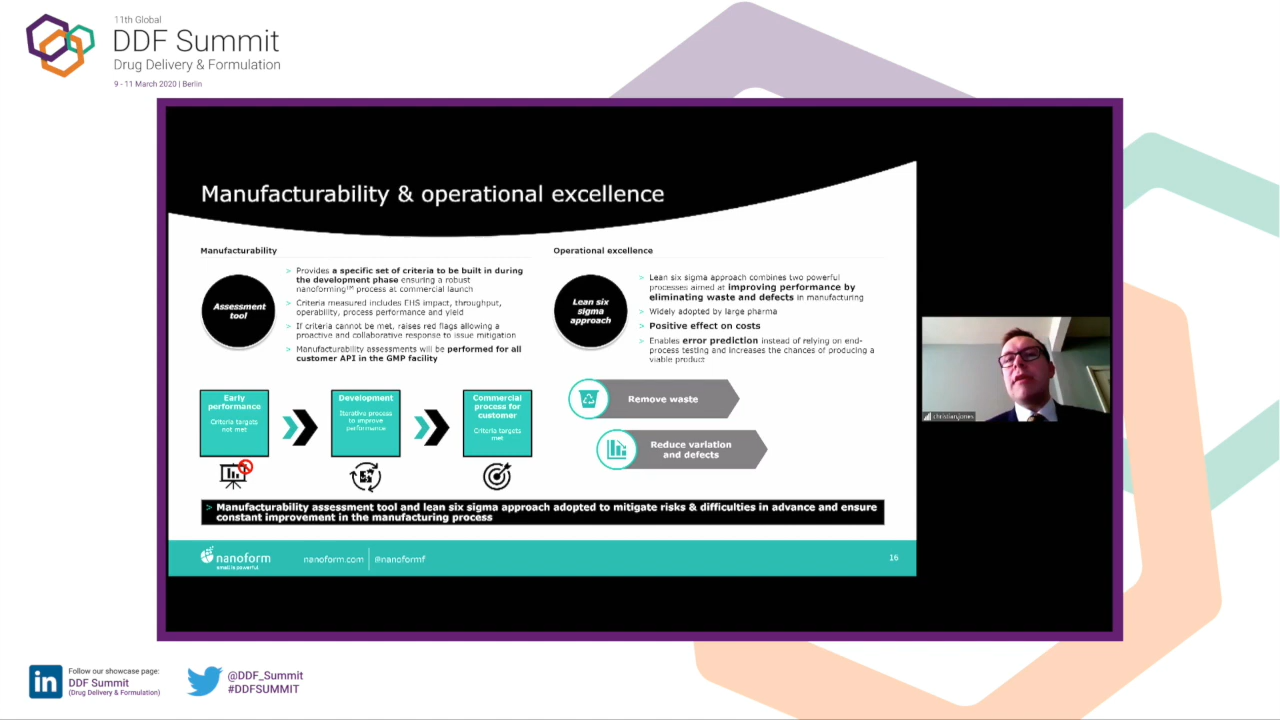 11th Global
DDF Summit
Drug Delivery & Formulation
9 - 11 March 2020 | Berlin
Manufacturability & operational excellence
Manufacturability
Assessment
tool
> Provides a specific set of criteria to be built in during
the development phase ensuring a robust
nanoforming™ process at commercial launch
> Criteria measured includes EHS impact, throughput,
operability, process performance and yield
> If criteria cannot be met, raises red flags allowing a
proactive and collaborative response to issue mitigation
> Manufacturability assessments will be performed for all
customer API in the GMP facility
Early
performance
Criteria targets
not met
Development
Iterative process
to improve
performance
Commercial
process for
customer
Criteria targets
met
Operational excellence
Lean six
sigma
approach
> Lean six sigma approach combines two powerful
processes aimed at improving performance by
eliminating waste and defects in manufacturing
> Widely adopted by large pharma
> Positive effect on costs
> Enables error prediction instead of relying on end-
process testing and increases the chances of producing a
viable product
Remove waste
Reduce variation
and defects
> Manufacturability assessment tool and lean six sigma approach adopted to mitigate risks & difficulties in advance and ensure
constant improvement in the manufacturing process
nanoform
small is powerful
nanoform.com | @nanoformf
16
christian.jones
in
Follow our showcase page:
DDF Summit
(Drug Delivery & Formulation)
@DDF_Summit
#DDFSUMMIT